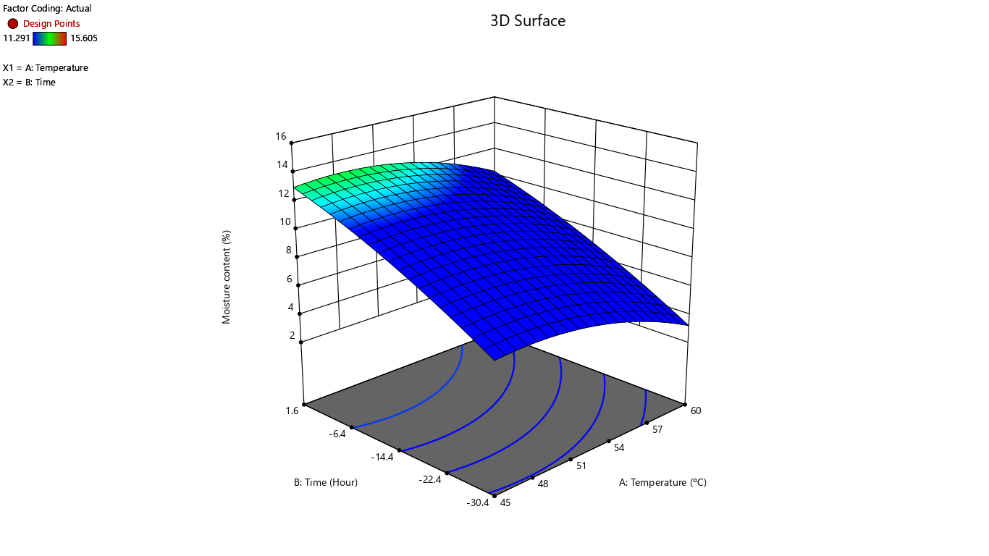 Factor Coding: Actual
3D Surface
Design Points
11.291 15.605
X1 = A: Temperature
X2 = B: Time
16
14
12
10
8
6
4
2
Moisture content (%)
1.6
-6.4
-14.4
-22.4
-30.4
B: Time (Hour)
45
48
51
54
57
60
A: Temperature (ºC)